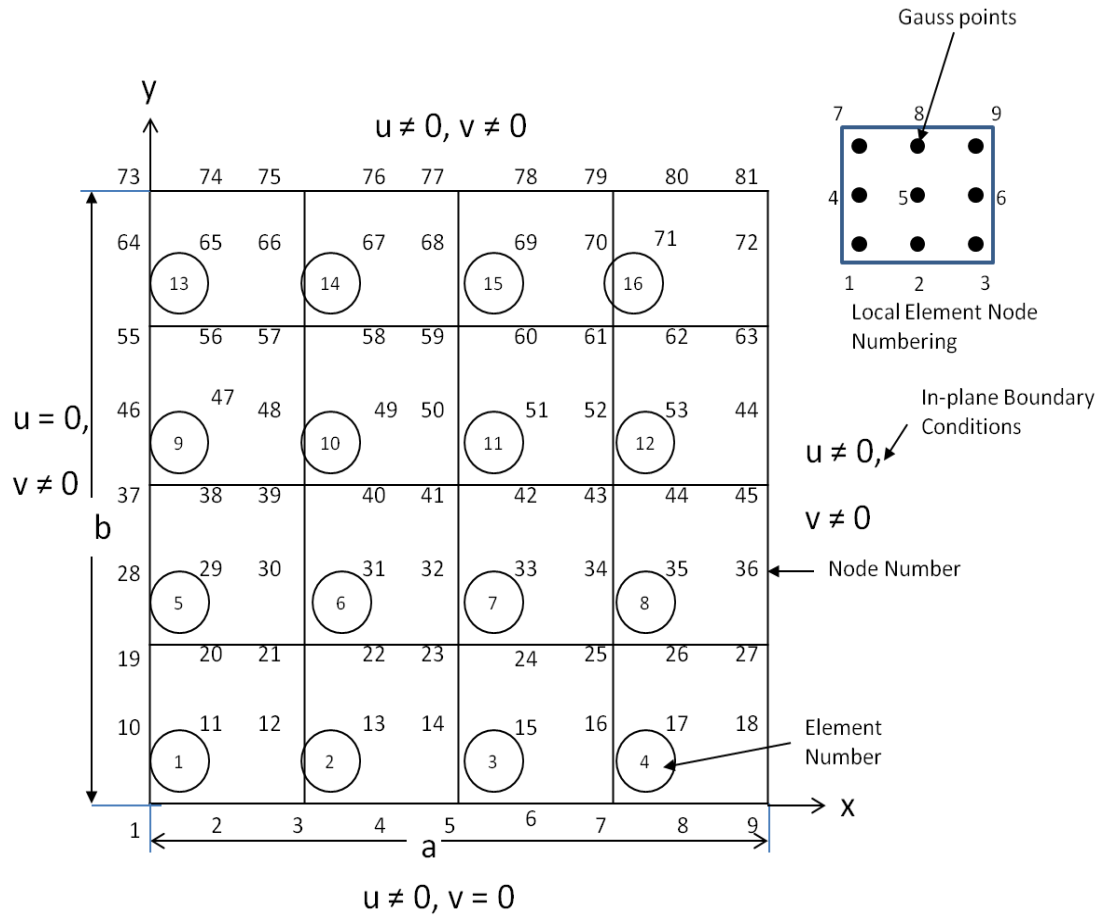 Gauss points
y
u ≠ 0, v ≠ 0
7 8 9
4 5 6
1 2 3
Local Element Node
Numbering
73 74 75 76 77 78 79 80 81
64 65 66 67 68 69 70 71 72
13 14 15 16
55 56 57 58 59 60 61 62 63
46 47 48 49 50 51 52 53 44
9 10 11 12
u = 0,
v ≠ 0
In-plane Boundary
Conditions
u ≠ 0,
v ≠ 0
37 38 39 40 41 42 43 44 45
b
28 29 30 31 32 33 34 35 36
Node Number
5 6 7 8
19 20 21 22 23 24 25 26 27
10 11 12 13 14 15 16 17 18
Element
Number
1 2 3 4
x
1 2 3 4 5 6 7 8 9
a
u ≠ 0, v = 0